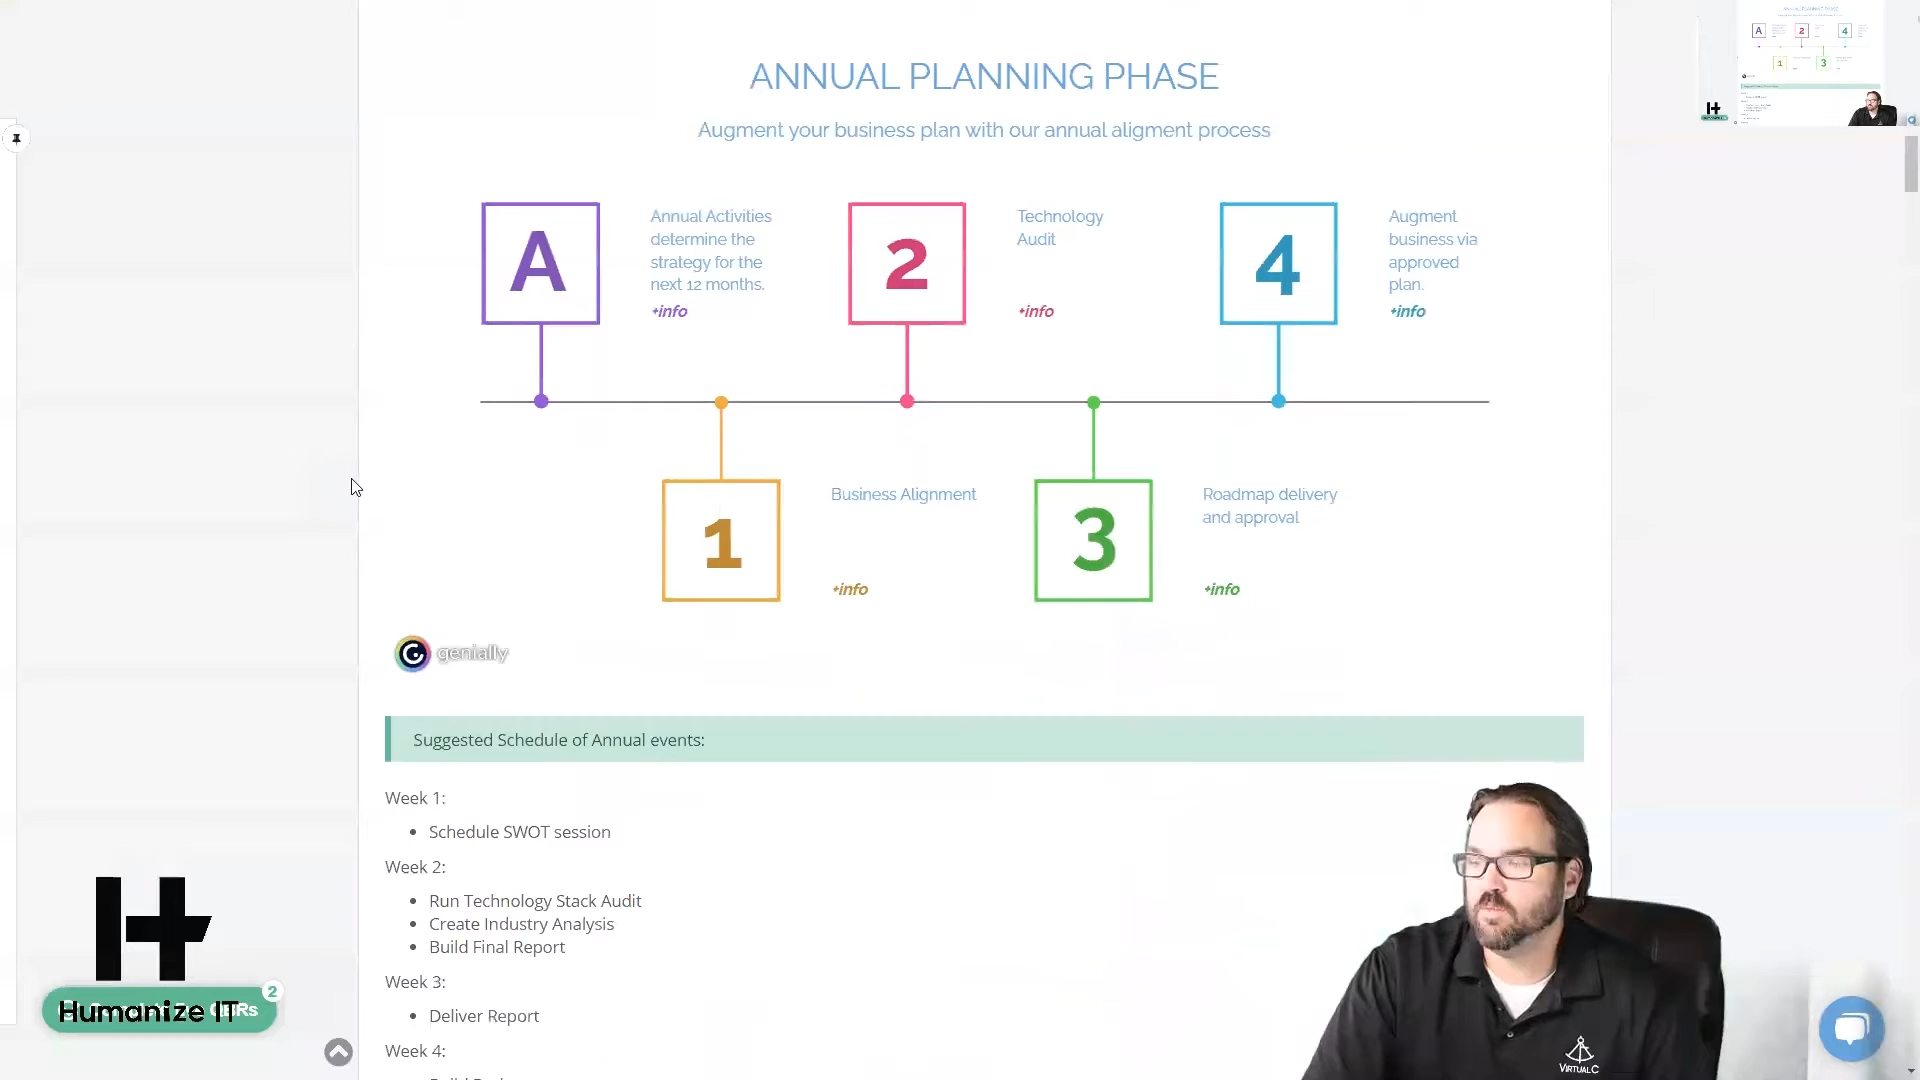 ANNUAL PLANNING PHASE
Augment your business plan with our annual aligment process
A
Annual Activities
determine the
strategy for the
next 12 months.
+info
2
Technology
Audit
+info
4
Augment
business via
approved
plan.
+info
1
Business Alignment
+info
3
Roadmap delivery
and approval
+info
genially
Suggested Schedule of Annual events:
Week 1:
• Schedule SWOT session
Week 2:
• Run Technology Stack Audit
• Create Industry Analysis
• Build Final Report
Week 3:
• Deliver Report
Week 4:
H
Humanize IT
QBRs
2
VIRTUALC